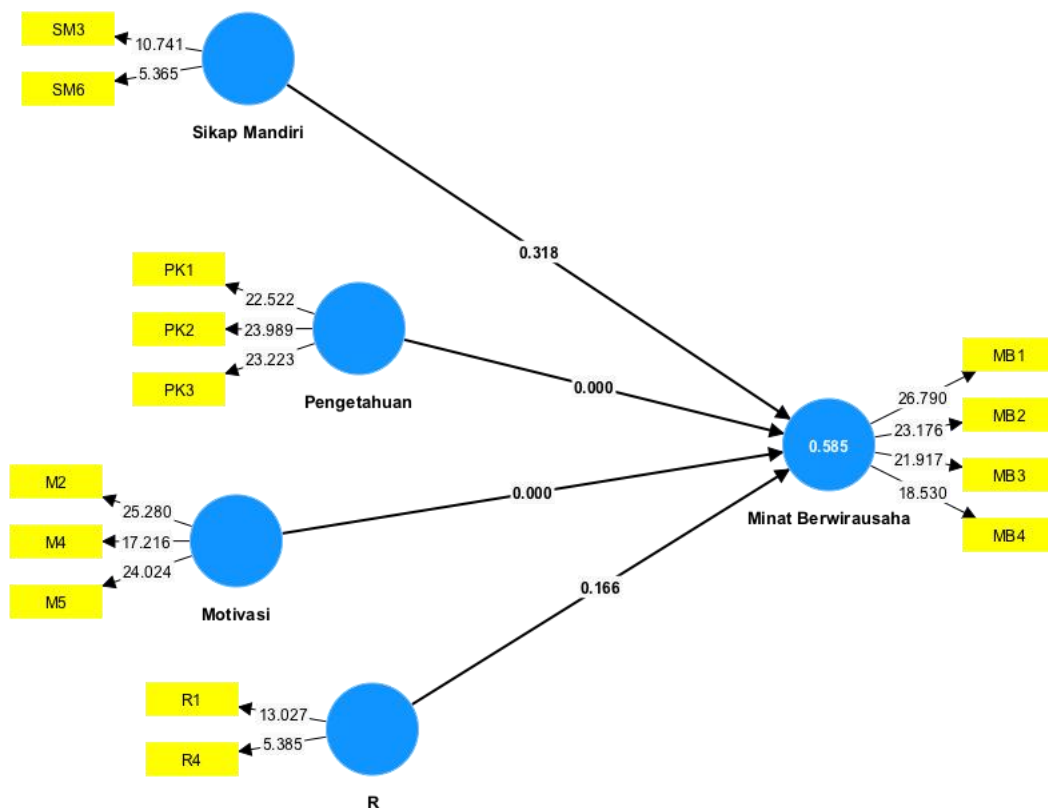 SM3
10.741
SM6
5.365
Sikap Mandiri
0.318
PK1
22.522
PK2
23.989
PK3
23.223
Pengetahuan
0.000
MB1
26.790
MB2
23.176
0.585
MB3
21.917
MB4
18.530
Minat Berwirausaha
M2
25.280
M4
17.216
M5
24.024
Motivasi
0.000
0.166
R1
13.027
R4
5.385
R